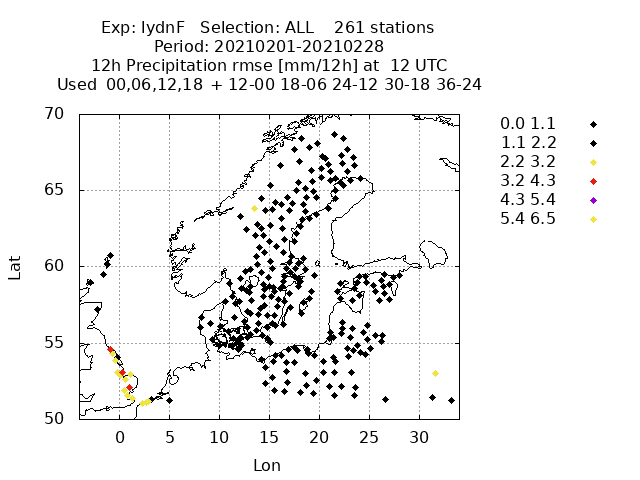 Exp: IydnF   Selection: ALL    261 stations
Period: 20210201-20210228
12h Precipitation rmse [mm/12h] at  12 UTC
Used  00,06,12,18  + 12-00 18-06 24-12 30-18 36-24
70
65
60
55
50
Lat
0 5 10 15 20 25 30
Lon
0.0 1.1
1.1 2.2
2.2 3.2
3.2 4.3
4.3 5.4
5.4 6.5